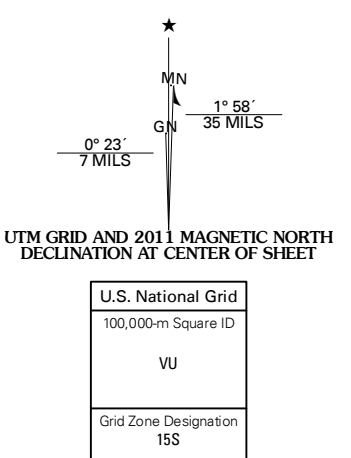 ★
MN
1° 58´
35 MILS
GN
0° 23´
7 MILS
UTM GRID AND 2011 MAGNETIC NORTH
DECLINATION AT CENTER OF SHEET
U.S. National Grid
100,000-m Square ID
VU
Grid Zone Designation
15S